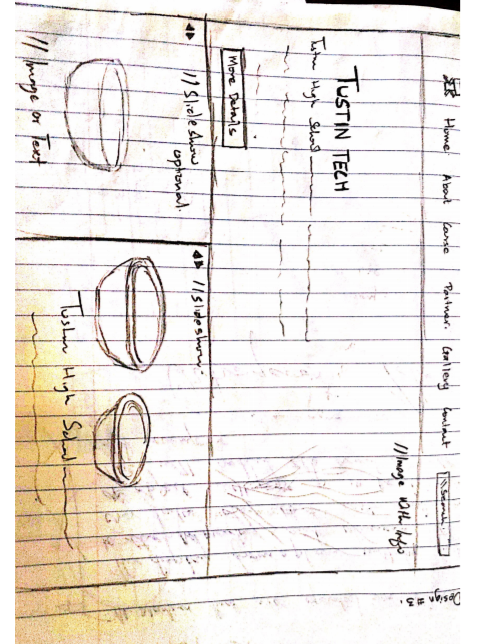 Home About Course Partner. Gallery Contact \\Search
//Image With Info
TUSTIN TECH
Tustin High School
More Details
//Slide Show
optional.
//Image or Text
//slideshow.
Tustin High School
Design #3.